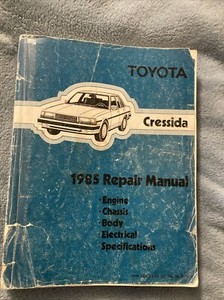 TOYOTA
Cressida
1985 Repair Manual
· Engine
· Chassis
· Body
· Electrical
· Specifications